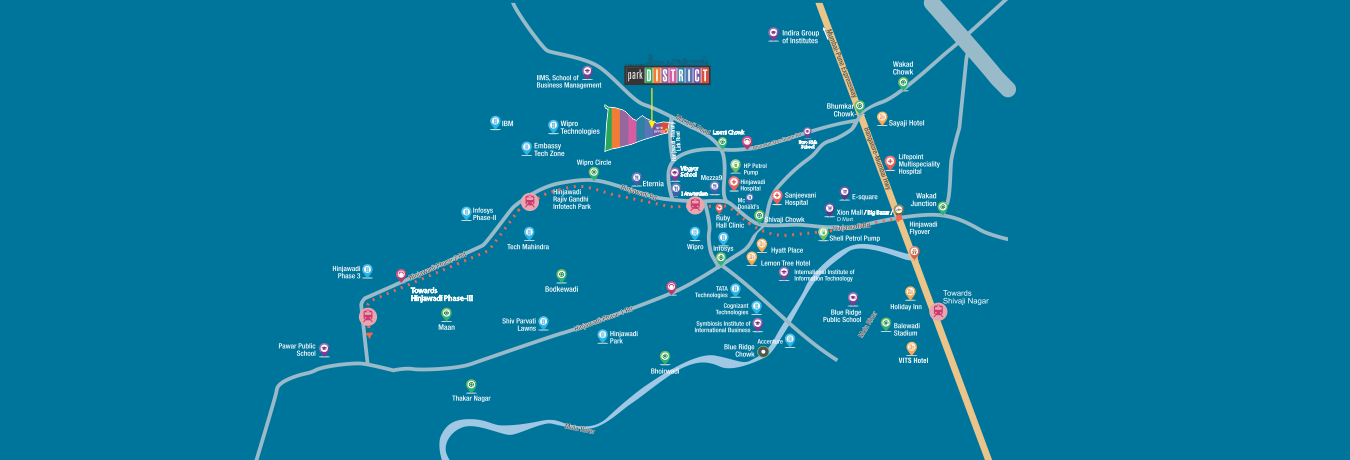 Indira Group
of Institutes
Wakad
Chowk
park DISTRICT
IIMS, School of
Business Management
Bhumkar
Chowk
Sayaji Hotel
IBM
Wipro
Technologies
Laxmi Chowk
Embassy
Tech Zone
Lifepoint
Multispeciality
Hospital
Wipro Circle
HP Petrol
Pump
Vibgyor
School
Mezza9
Hinjawadi
Hospital
Eternia
Hinjawadi
Rajiv Gandhi
Infotech Park
Mc
Donald's
Sanjeevani
Hospital
E-square
Wakad
Junction
Infosys
Phase-II
Ruby
Hall Clinic
Shivaji Chowk
Xion Mall / Big Bazar /
D Mart
Hinjawadi
Flyover
Tech Mahindra
Wipro
Infosys
Hyatt Place
Shell Petrol Pump
Lemon Tree Hotel
Hinjawadi
Phase 3
International Institute of
Information Technology
Bodkewadi
Towards
Hinjawadi Phase-III
TATA
Technologies
Towards
Shivaji Nagar
Holiday Inn
Cognizant
Technologies
Blue Ridge
Public School
Maan
Shiv Parvati
Lawns
Symbiosis Institute of
International Business
Balewadi
Stadium
Hinjawadi
Park
Accenture
Pawar Public
School
Blue Ridge
Chowk
VITS Hotel
Bhoirwadi
Thakar Nagar
Mula River